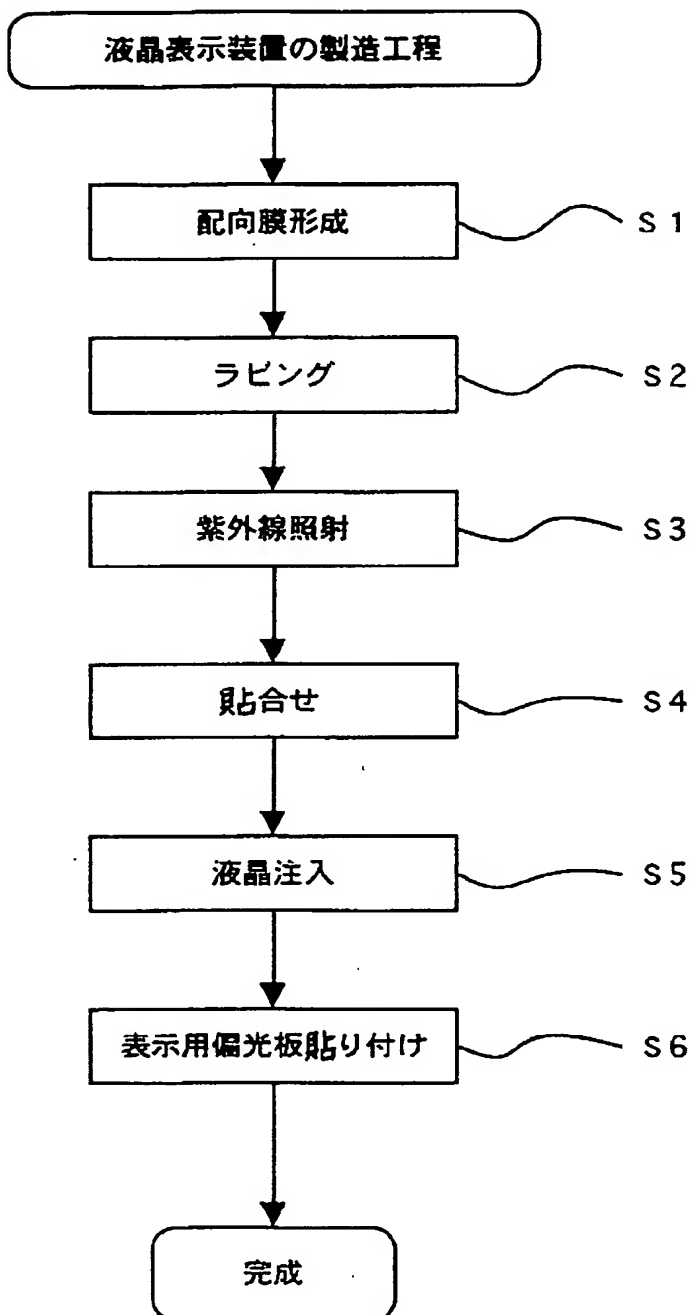 液晶表示装置の製造工程
配向膜形成
S1
ラビング
S2
紫外線照射
S3
貼合せ
S4
液晶注入
S5
表示用偏光板貼り付け
S6
完成